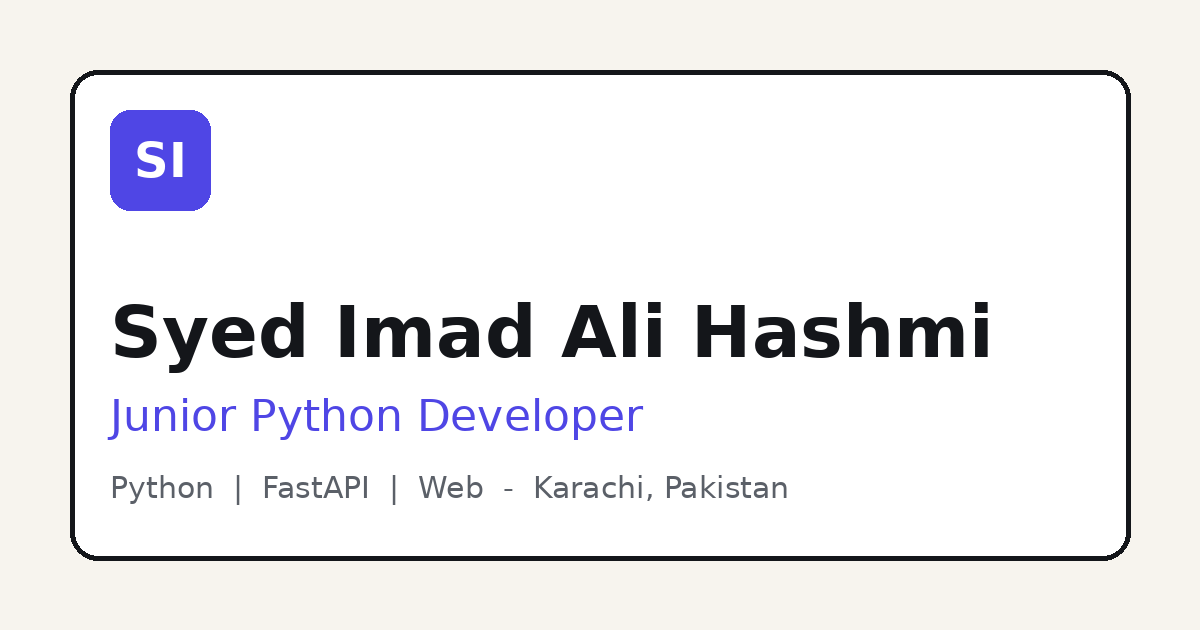 SI
Syed Imad Ali Hashmi
Junior Python Developer
Python | FastAPI | Web - Karachi, Pakistan